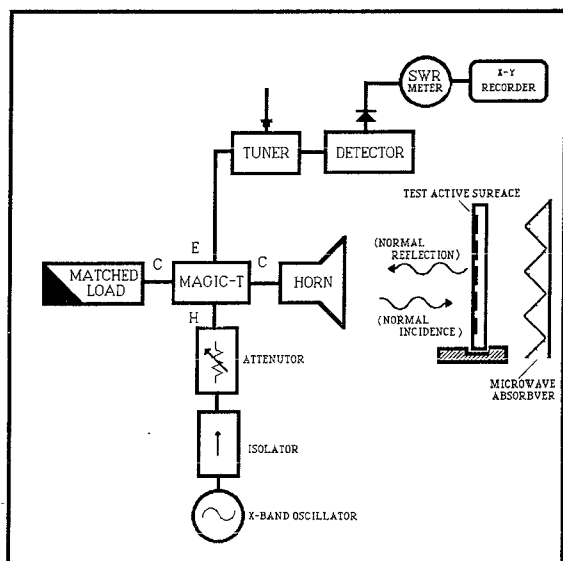 SWR
METER
X-Y
RECORDER
TUNER
DETECTOR
TEST ACTIVE SURFACE
E
(NORMAL
REFLECTION)
MATCHED
LOAD
C
MAGIC-T
C
HORN
(NORMAL
INCIDENCE)
H
ATTENUTOR
MICROWAVE
ABSORBVER
ISOLATOR
X-BAND OSCILLATOR